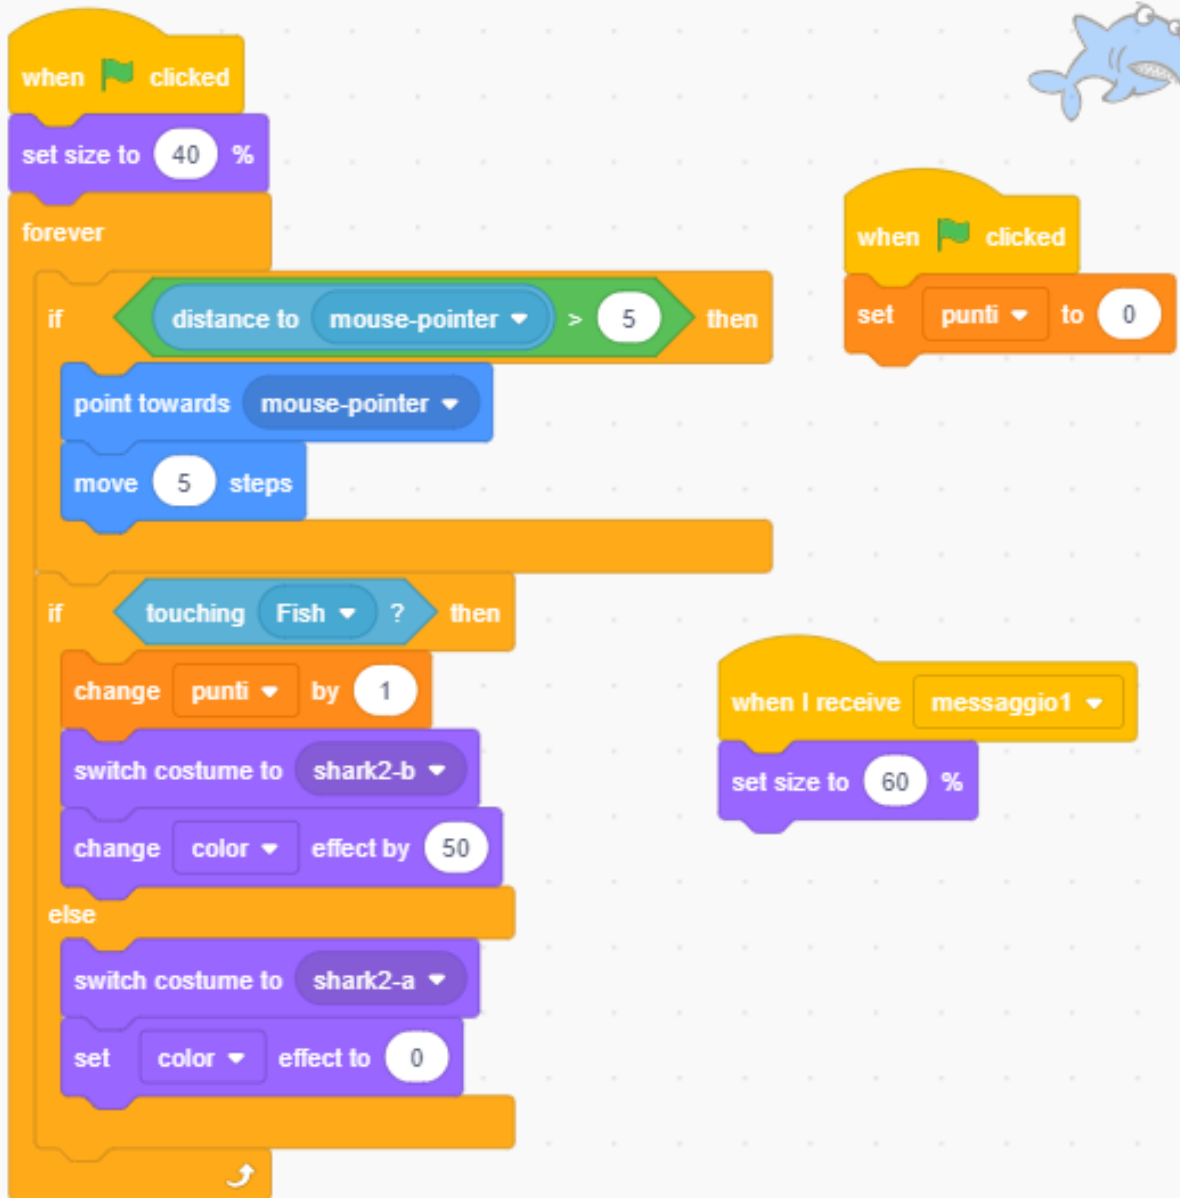 when clicked
set size to 40 %
forever
if distance to mouse-pointer > 5 then
point towards mouse-pointer
move 5 steps
if touching Fish ? then
change punti by 1
switch costume to shark2-b
change color effect by 50
else
switch costume to shark2-a
set color effect to 0
when clicked
set punti to 0
when I receive messaggio1
set size to 60 %